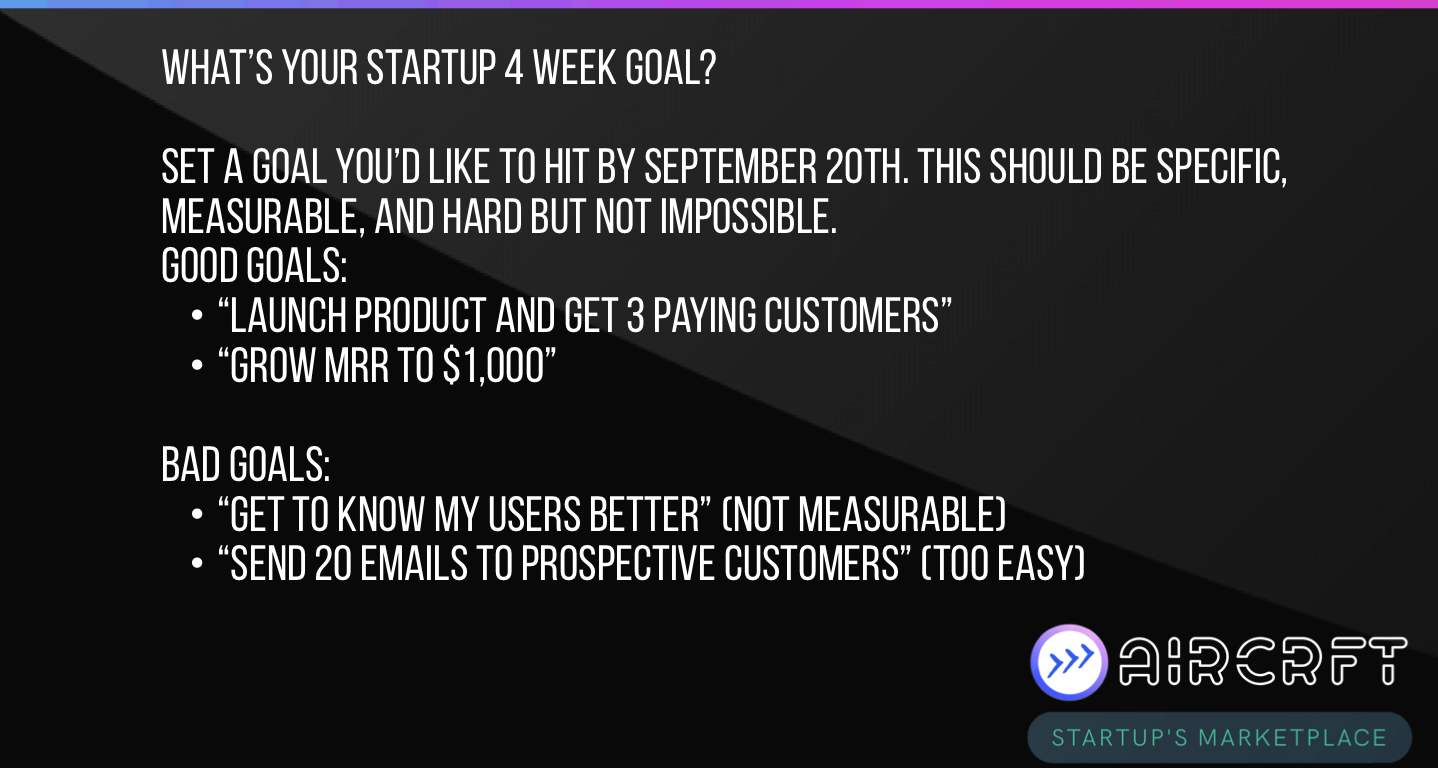 WHAT’S YOUR STARTUP 4 WEEK GOAL?
SET A GOAL YOU’D LIKE TO HIT BY SEPTEMBER 20TH. THIS SHOULD BE SPECIFIC,
MEASURABLE, AND HARD BUT NOT IMPOSSIBLE.
GOOD GOALS:
• “LAUNCH PRODUCT AND GET 3 PAYING CUSTOMERS”
• “GROW MRR TO $1,000”
BAD GOALS:
• “GET TO KNOW MY USERS BETTER” (NOT MEASURABLE)
• “SEND 20 EMAILS TO PROSPECTIVE CUSTOMERS” (TOO EASY)
AIRCRFT
STARTUP'S MARKETPLACE